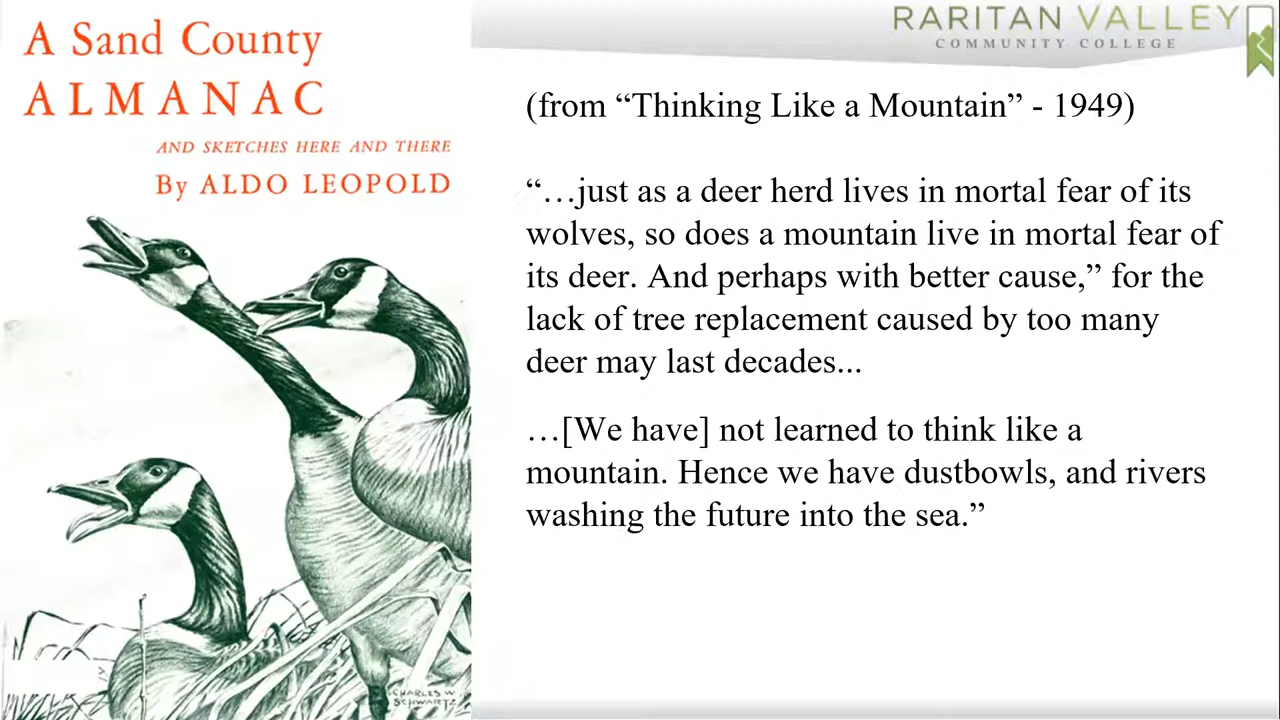 A Sand County
ALMANAC
AND SKETCHES HERE AND THERE
By ALDO LEOPOLD
CHARLES W
SCHWARTZ
RARITAN VALLEY
COMMUNITY COLLEGE
(from “Thinking Like a Mountain” - 1949)
“…just as a deer herd lives in mortal fear of its
wolves, so does a mountain live in mortal fear of
its deer. And perhaps with better cause,” for the
lack of tree replacement caused by too many
deer may last decades...
…[We have] not learned to think like a
mountain. Hence we have dustbowls, and rivers
washing the future into the sea.”